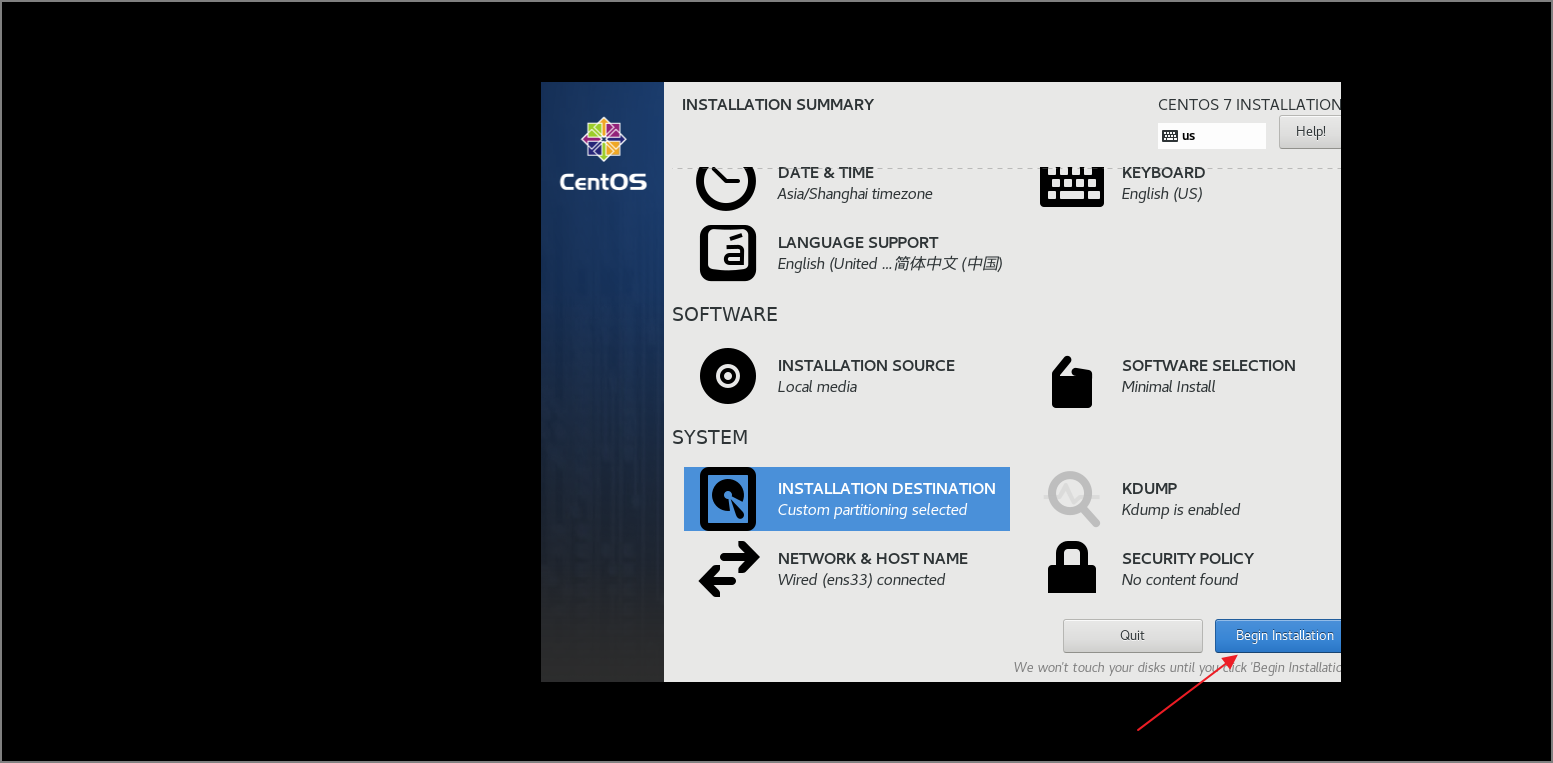 INSTALLATION SUMMARY
CENTOS 7 INSTALLATION
us
Help!
CentOS
DATE & TIME
Asia/Shanghai timezone
KEYBOARD
English (US)
LANGUAGE SUPPORT
English (United ...简体中文 (中国)
SOFTWARE
INSTALLATION SOURCE
Local media
SOFTWARE SELECTION
Minimal Install
SYSTEM
INSTALLATION DESTINATION
Custom partitioning selected
KDUMP
Kdump is enabled
NETWORK & HOST NAME
Wired (ens33) connected
SECURITY POLICY
No content found
Quit
Begin Installation
We won't touch your disks until you click 'Begin Installatio